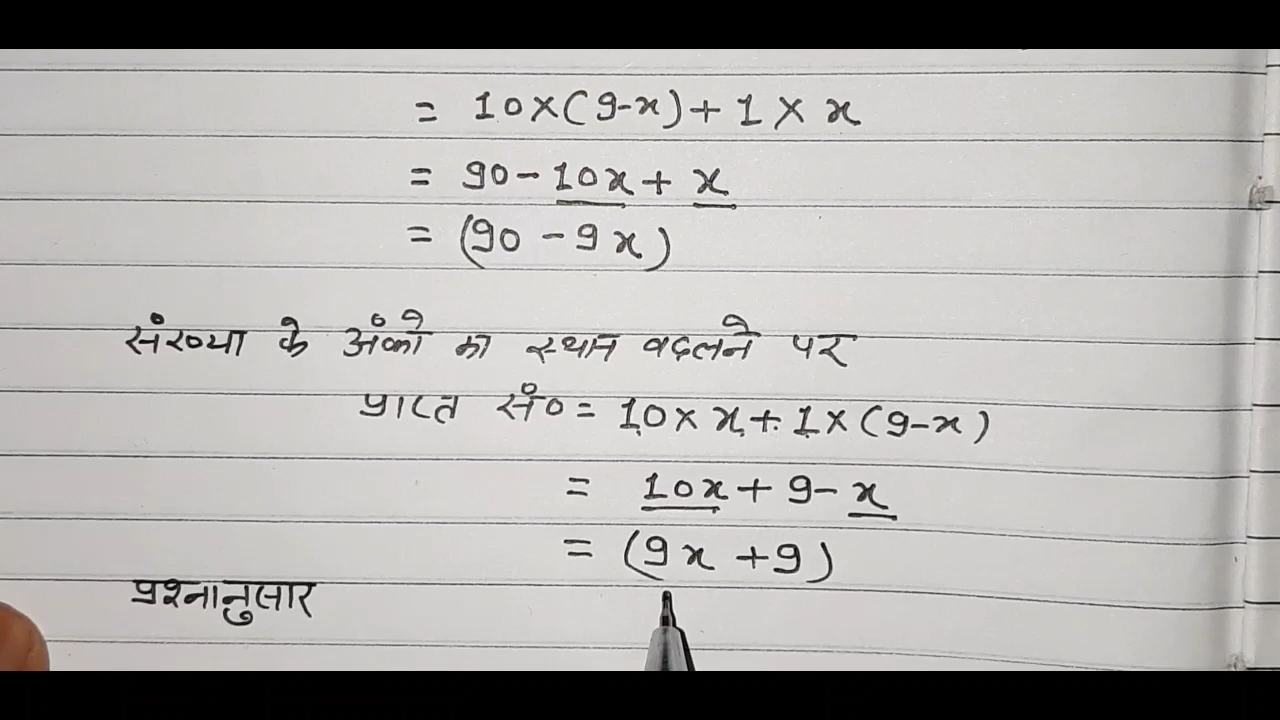 = 10×(9-x)+1×x
= 90-10x+x
= (90-9x)
संख्या के अंकों का स्थान बदलने पर
प्राप्त सं० = 10×x+1×(9-x)
= 10x+9-x
= (9x+9)
प्रश्नानुसार